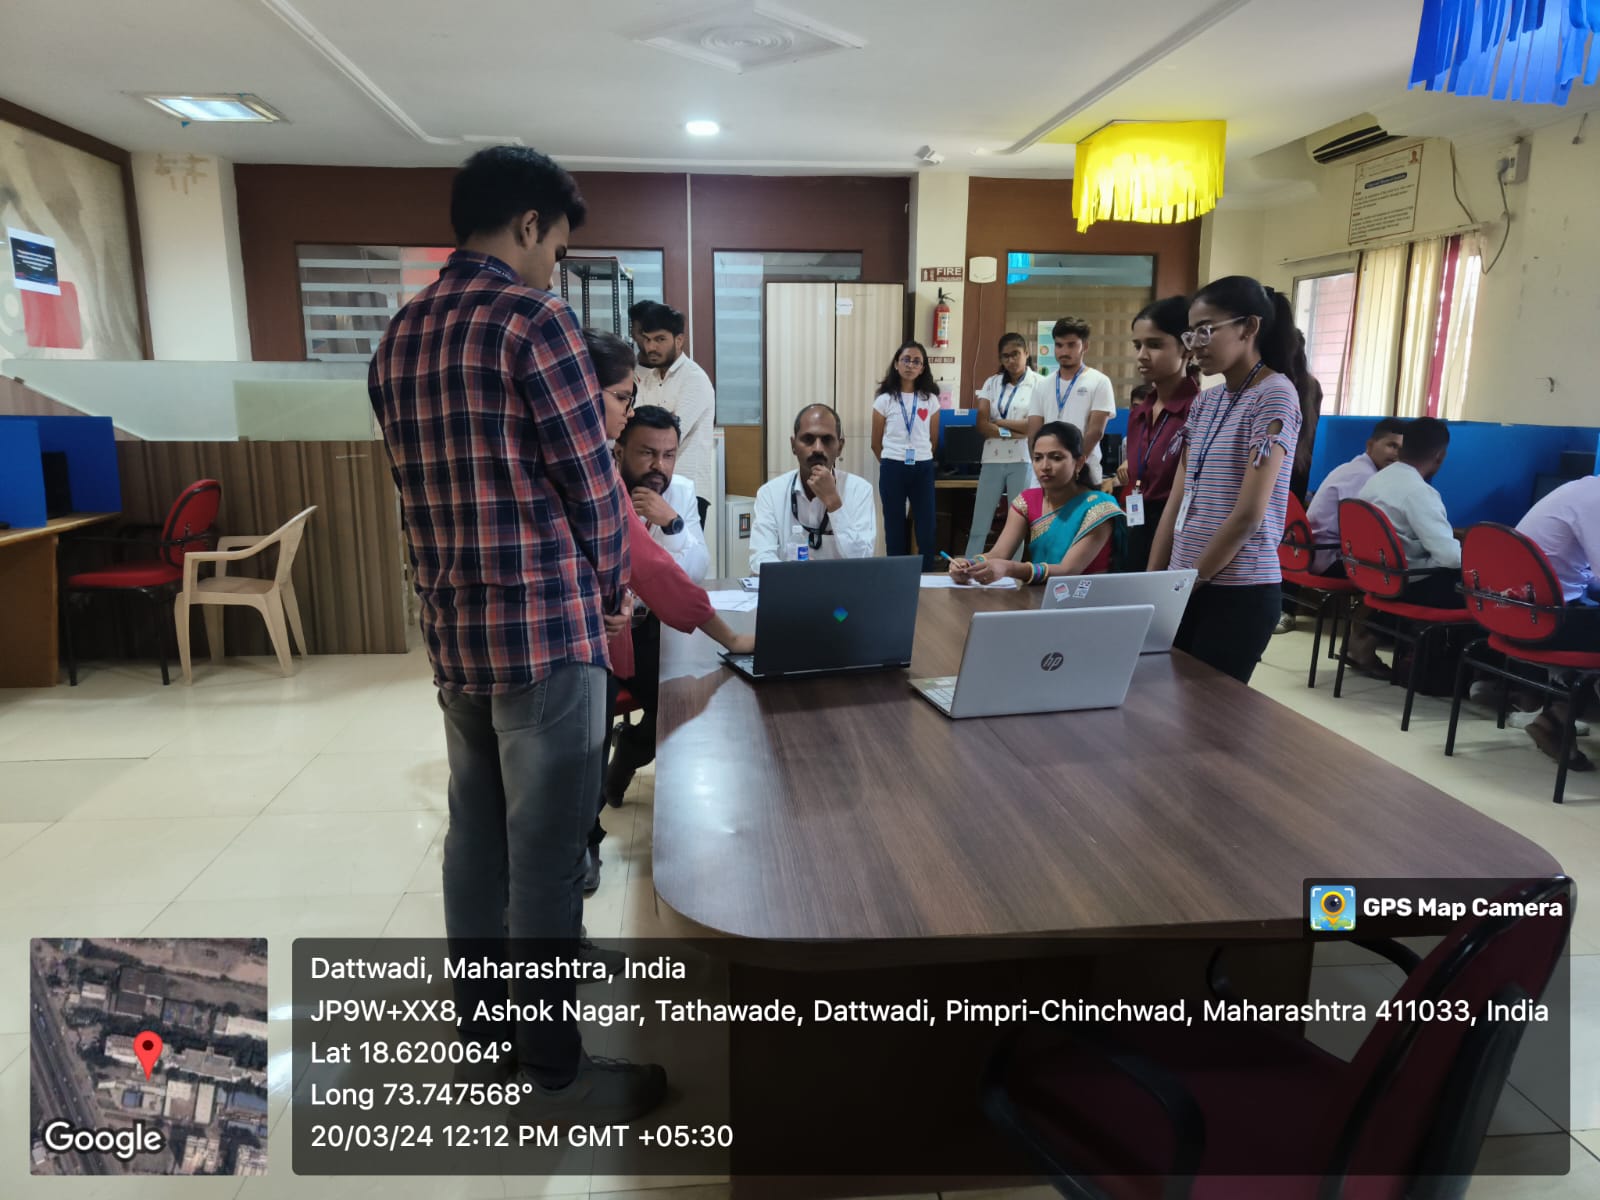 FIRE
hp
GPS Map Camera
Google
Dattwadi, Maharashtra, India
JP9W+XX8, Ashok Nagar, Tathawade, Dattwadi, Pimpri-Chinchwad, Maharashtra 411033, India
Lat 18.620064°
Long 73.747568°
20/03/24 12:12 PM GMT +05:30